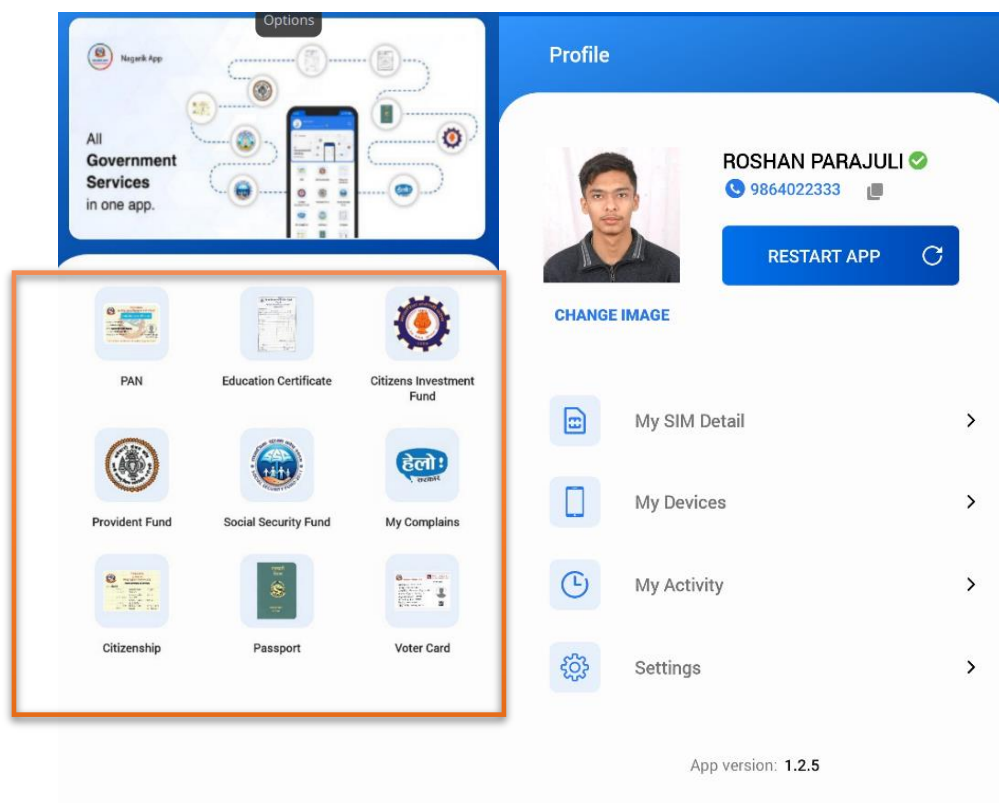 Options
Nagarik App
All
Government
Services
in one app.
PAN
Education Certificate
Citizens Investment
Fund
हेलो !
सरकार
Provident Fund
Social Security Fund
My Complains
Citizenship
Passport
Voter Card
Profile
ROSHAN PARAJULI
9864022333
RESTART APP
CHANGE IMAGE
My SIM Detail
My Devices
My Activity
Settings
App version: 1.2.5